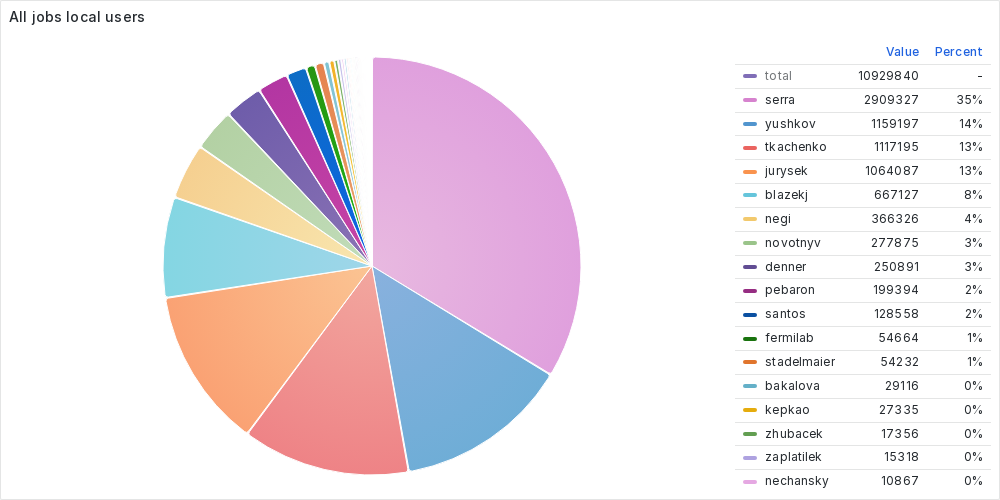 All jobs local users
Value Percent
total 10929840 -
serra 2909327 35%
yushkov 1159197 14%
tkachenko 1117195 13%
jurysek 1064087 13%
blazekj 667127 8%
negi 366326 4%
novotnyv 277875 3%
denner 250891 3%
pebaron 199394 2%
santos 128558 2%
fermilab 54664 1%
stadelmaier 54232 1%
bakalova 29116 0%
kepkao 27335 0%
zhubacek 17356 0%
zaplatilek 15318 0%
nechansky 10867 0%